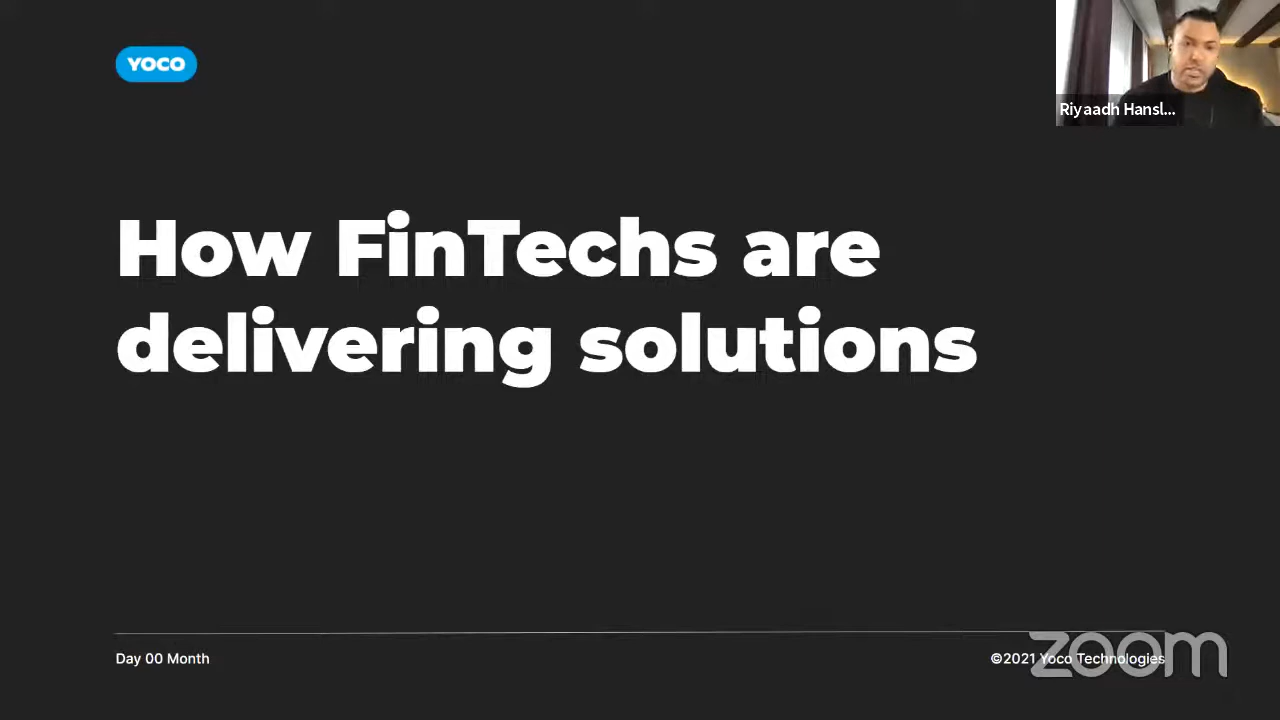 YOCO
Riyaadh Hansl...
How FinTechs are
delivering solutions
Day 00 Month
©2021 Yoco Technologies
zoom